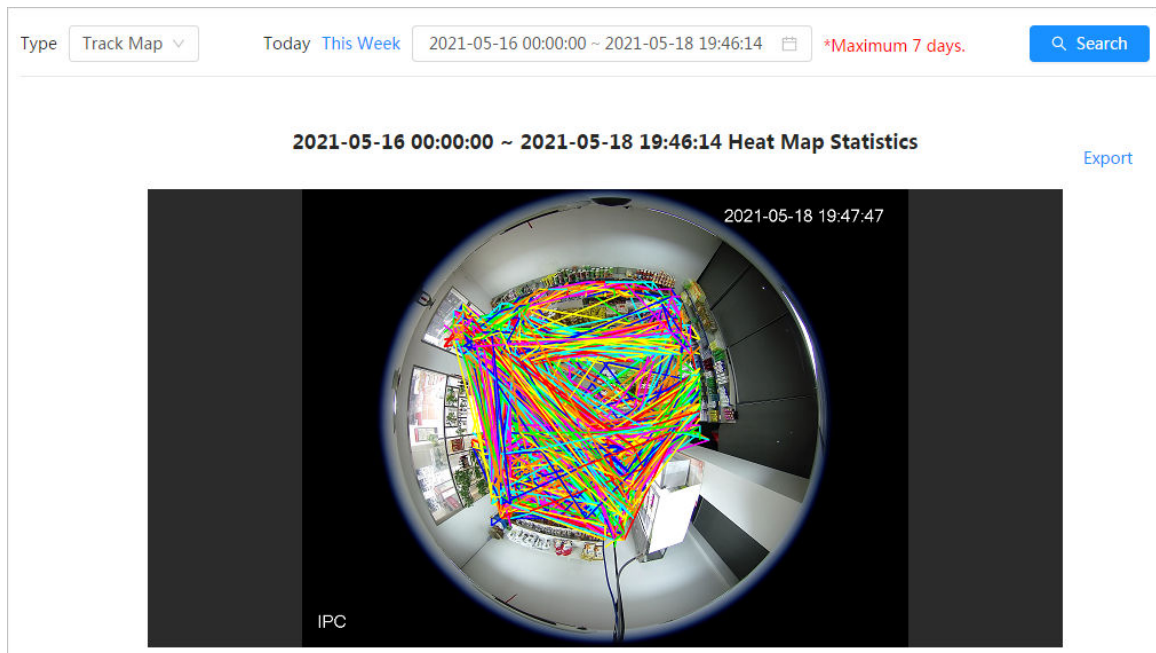 Type Track Map Today This Week 2021-05-16 00:00:00 ~ 2021-05-18 19:46:14 *Maximum 7 days. Search
2021-05-16 00:00:00 ~ 2021-05-18 19:46:14 Heat Map Statistics
Export
2021-05-18 19:47:47
IPC